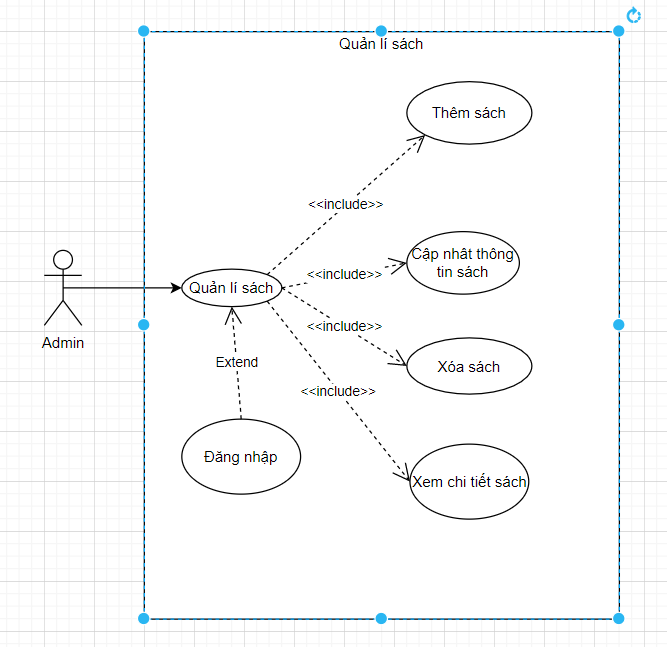 Quản lí sách
Thêm sách
<<include>>
Cập nhât thông
tin sách
<<include>>
Quản lí sách
Admin
<<include>>
Extend
Xóa sách
<<include>>
Đăng nhập
Xem chi tiết sách